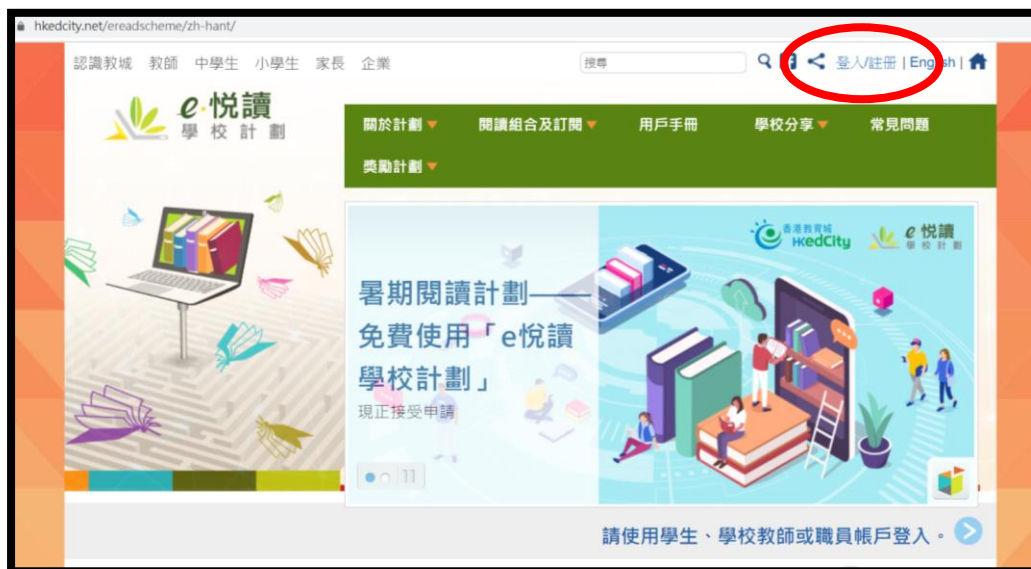 hkedcity.net/ereadscheme/zh-hant/
認識教城 教師 中學生 小學生 家長 企業
搜尋
登入/註冊 | English |
e悅讀
學校計劃
關於計劃 閱讀組合及訂閱 用戶手冊 學校分享 常見問題
獎勵計劃
香港教育城
HKedCity
e悅讀
學校計劃
暑期閱讀計劃——
免費使用「e悅讀
學校計劃」
現正接受申請
請使用學生、學校教師或職員帳戶登入。